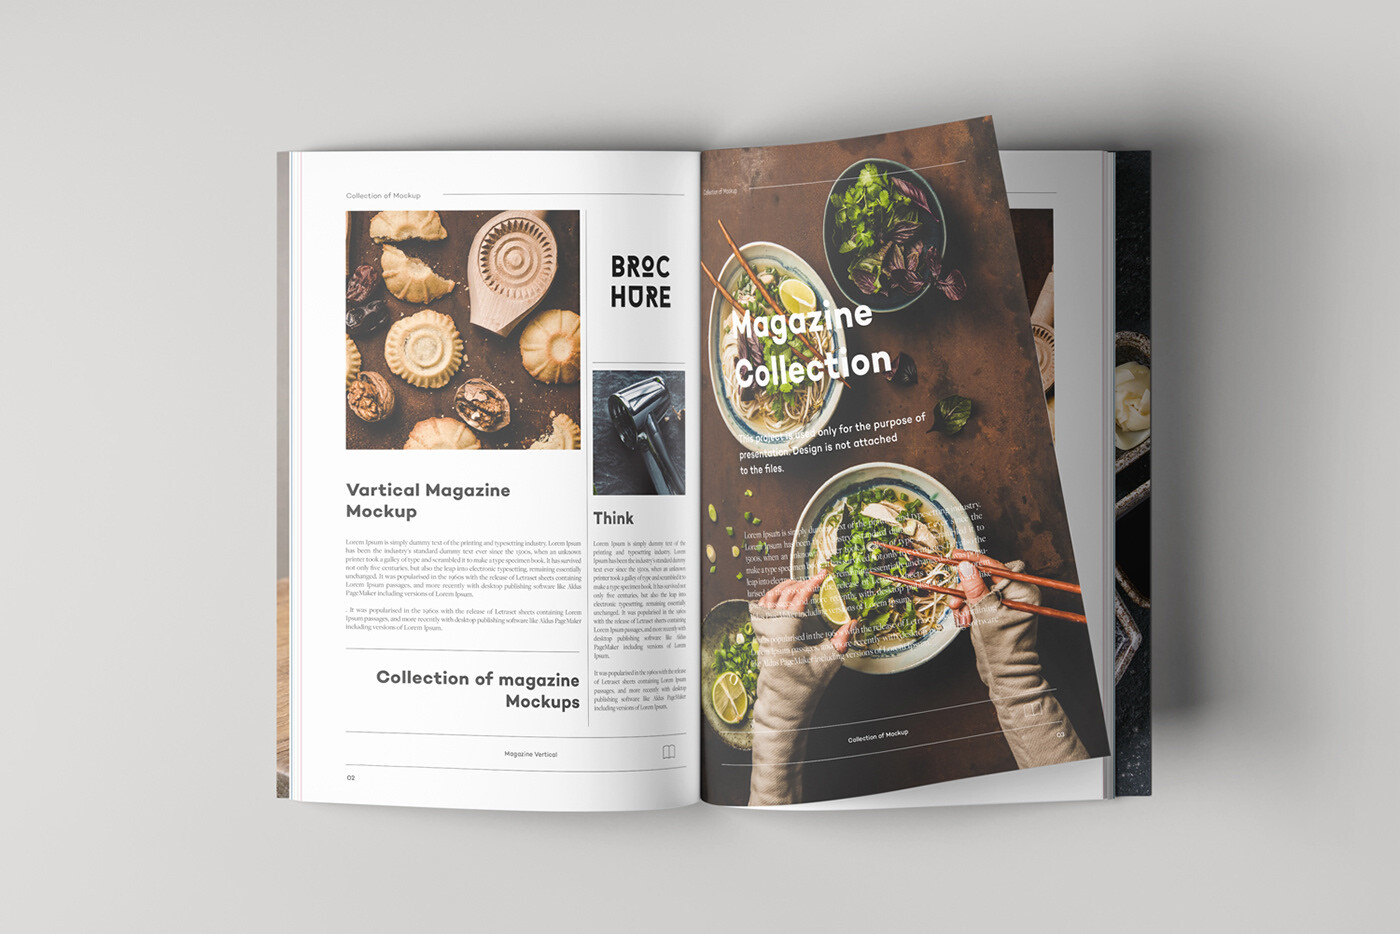 Collection of Mockup
BROC
HURE
Vartical Magazine
Mockup
Lorem Ipsum is simply dummy text of the printing and typesetting industry. Lorem Ipsum
has been the industry's standard dummy text ever since the 1500s, when an unknown
printer took a galley of type and scrambled it to make a type specimen book. It has survived
not only five centuries, but also the leap into electronic typesetting, remaining essentially
unchanged. It was popularised in the 1960s with the release of Letraset sheets containing
Lorem Ipsum passages, and more recently with desktop publishing software like Aldus
PageMaker including versions of Lorem Ipsum.
. It was popularised in the 1960s with the release of Letraset sheets containing Lorem
Ipsum passages, and more recently with desktop publishing software like Aldus PageMaker
including versions of Lorem Ipsum.
Collection of magazine
Mockups
Think
Lorem Ipsum is simply dummy text of the
printing and typesetting industry. Lorem
Ipsum has been the industry's standard dummy
text ever since the 1500s, when an unknown
printer took a galley of type and scrambled it to
make a type specimen book. It has survived not
only five centuries, but also the leap into
electronic typesetting, remaining essentially
unchanged. It was popularised in the 1960s
with the release of Letraset sheets containing
Lorem Ipsum passages, and more recently with
desktop publishing software like Aldus
PageMaker including versions of Lorem
Ipsum.
It was popularised in the 1960s with the release
of Letraset sheets containing Lorem Ipsum
passages, and more recently with desktop
publishing software like Aldus PageMaker
including versions of Lorem Ipsum.
Magazine Vertical
02
Collection of Mockup
Magazine
Collection
This project is used only for the purpose of
presentation. Design is not attached
to the files.
Lorem Ipsum is simply dummy text of the and typesetting industry.
Lorem Ipsum has been the industry's standard dummy text ever since the
1500s, when an unknown took a galley of type
make a type specimen book. It has survived not only five centuries, but also the
leap into electronic typesetting, remaining essentially unchanged. It was popu-
larised in the 1960s with the release of Letraset sheets Lorem
and more recently with desktop like
including versions of Lorem Ipsum.
popularised in the 1960s with the release of Letraset containing
Ipsum passages, and more recently with desktop software
like Aldus PageMaker including versions of Lorem Ipsum.
Collection of Mockup
03